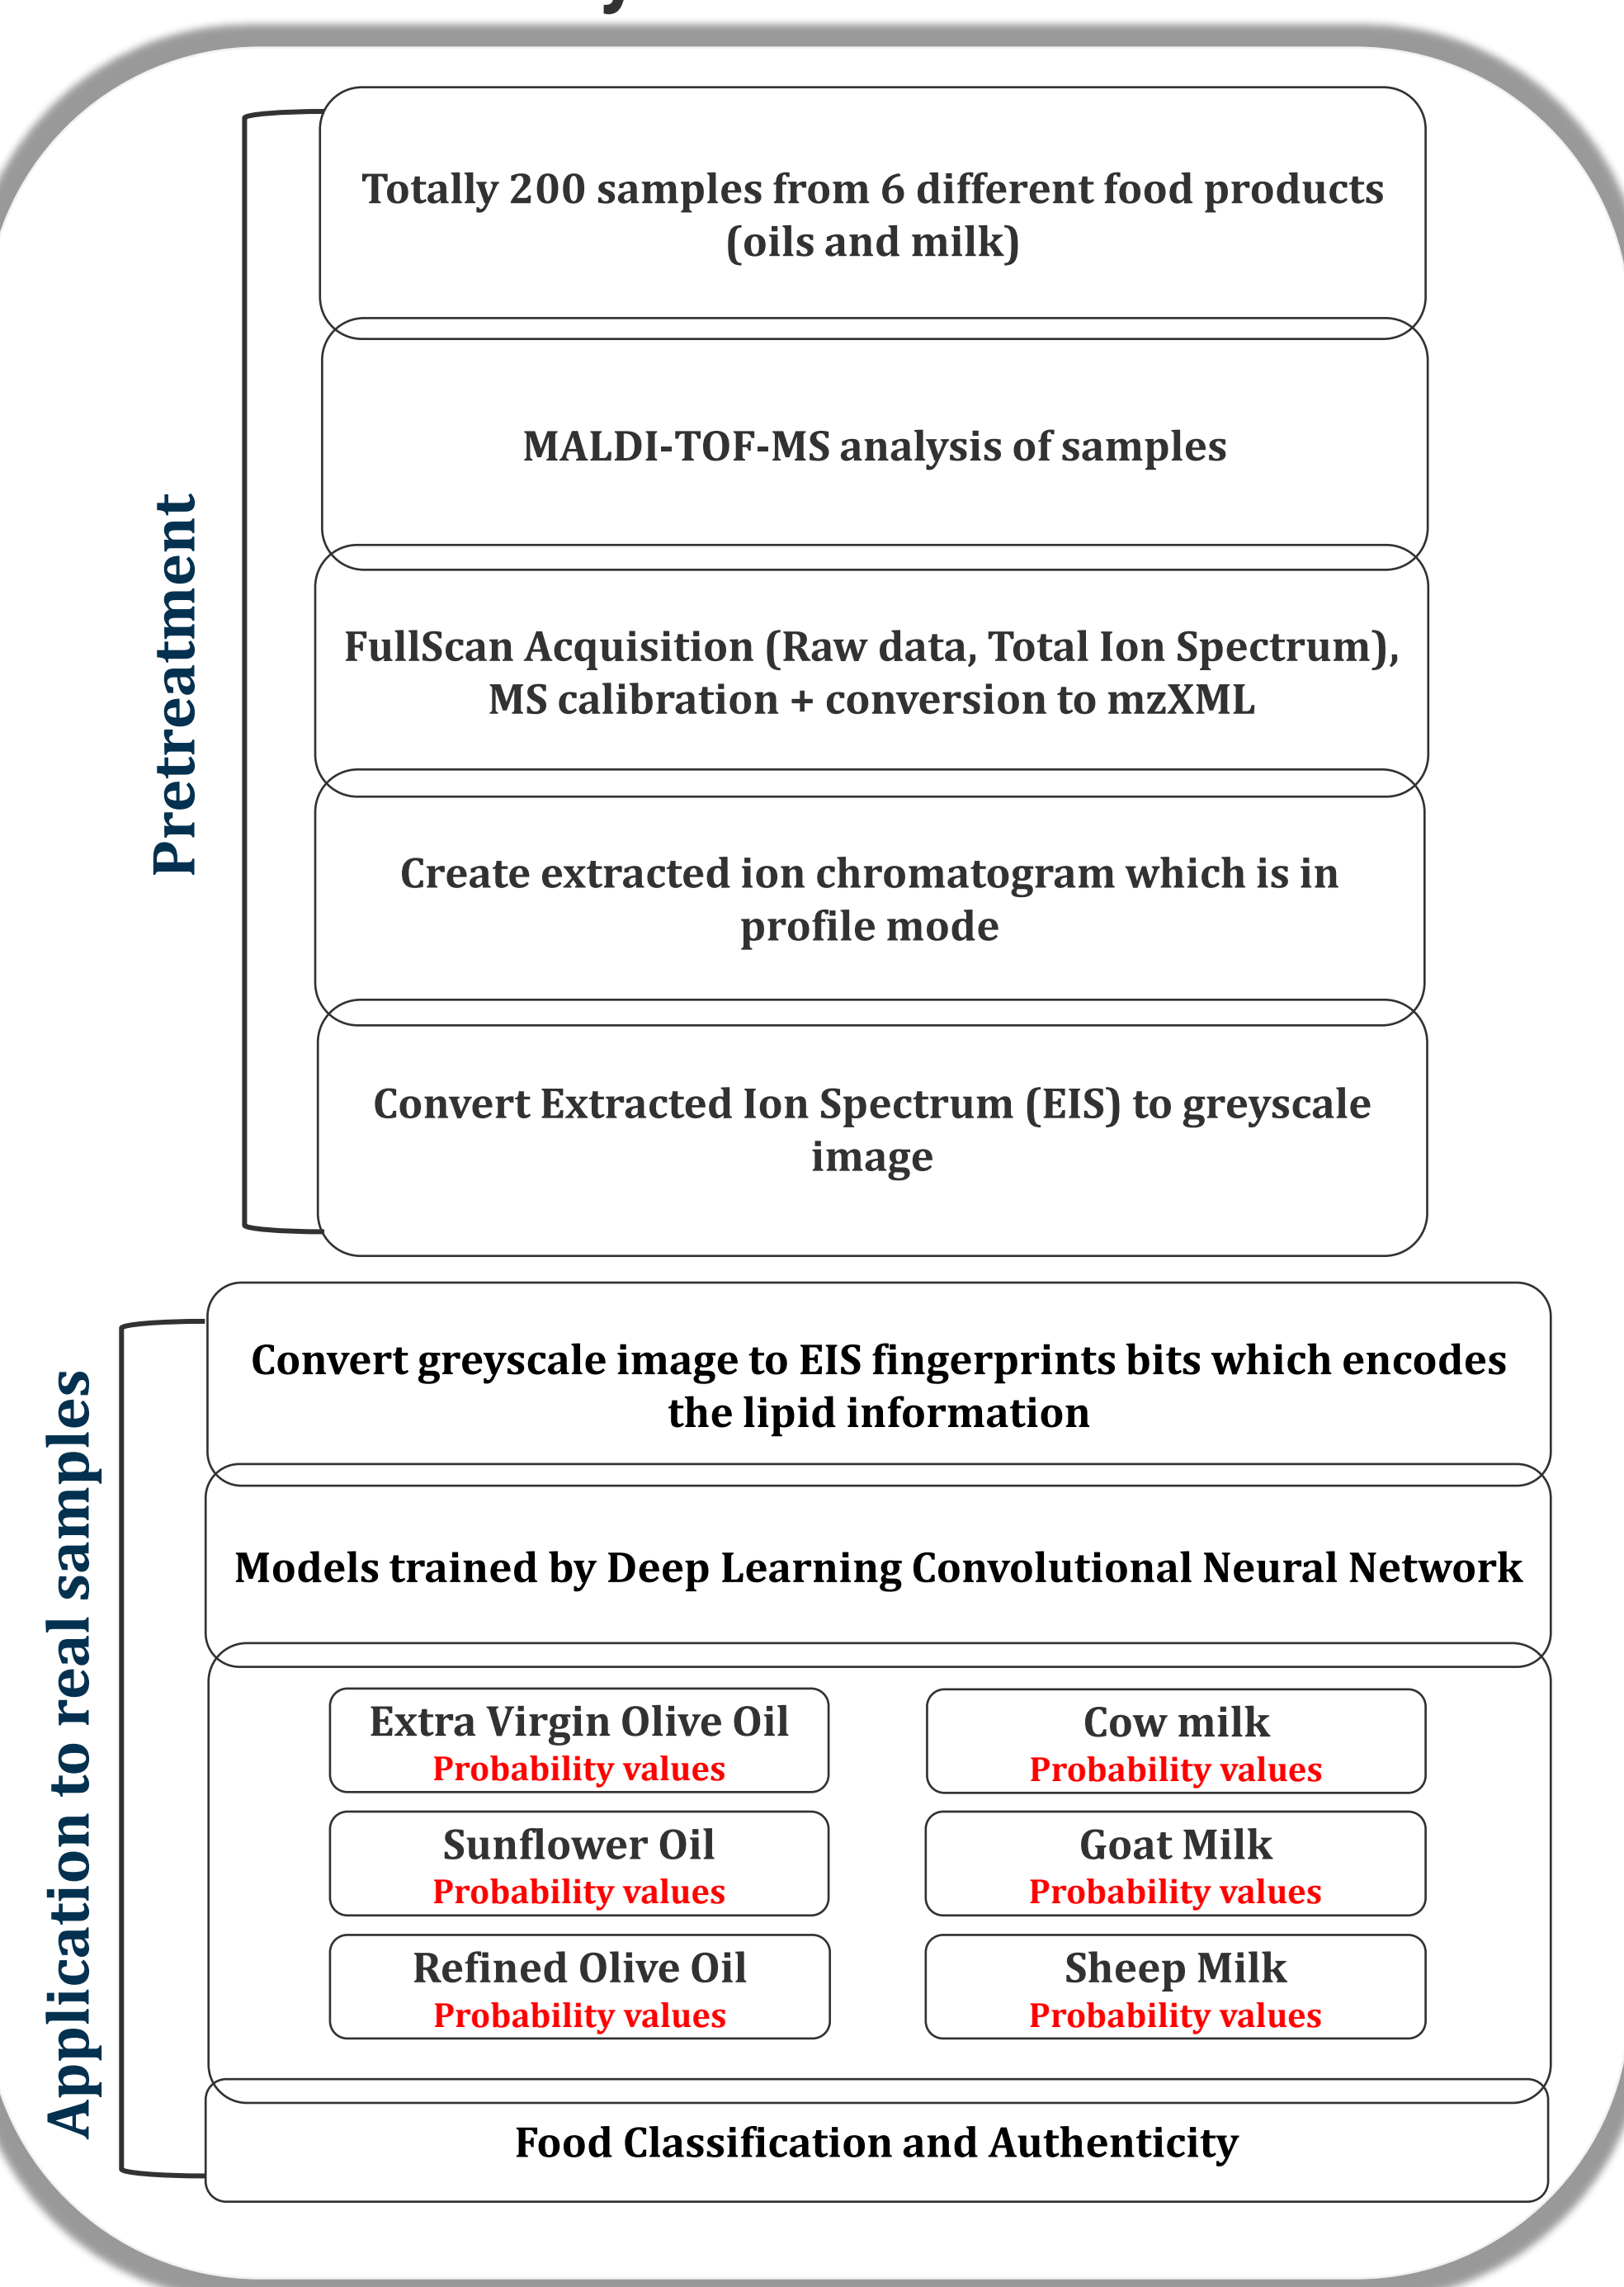 Pretreatment
Totally 200 samples from 6 different food products
(oils and milk)
MALDI-TOF-MS analysis of samples
FullScan Acquisition (Raw data, Total Ion Spectrum),
MS calibration + conversion to mzXML
Create extracted ion chromatogram which is in
profile mode
Convert Extracted Ion Spectrum (EIS) to greyscale
image
Application to real samples
Convert greyscale image to EIS fingerprints bits which encodes
the lipid information
Models trained by Deep Learning Convolutional Neural Network
Extra Virgin Olive Oil
Probability values
Cow milk
Probability values
Sunflower Oil
Probability values
Goat Milk
Probability values
Refined Olive Oil
Probability values
Sheep Milk
Probability values
Food Classification and Authenticity